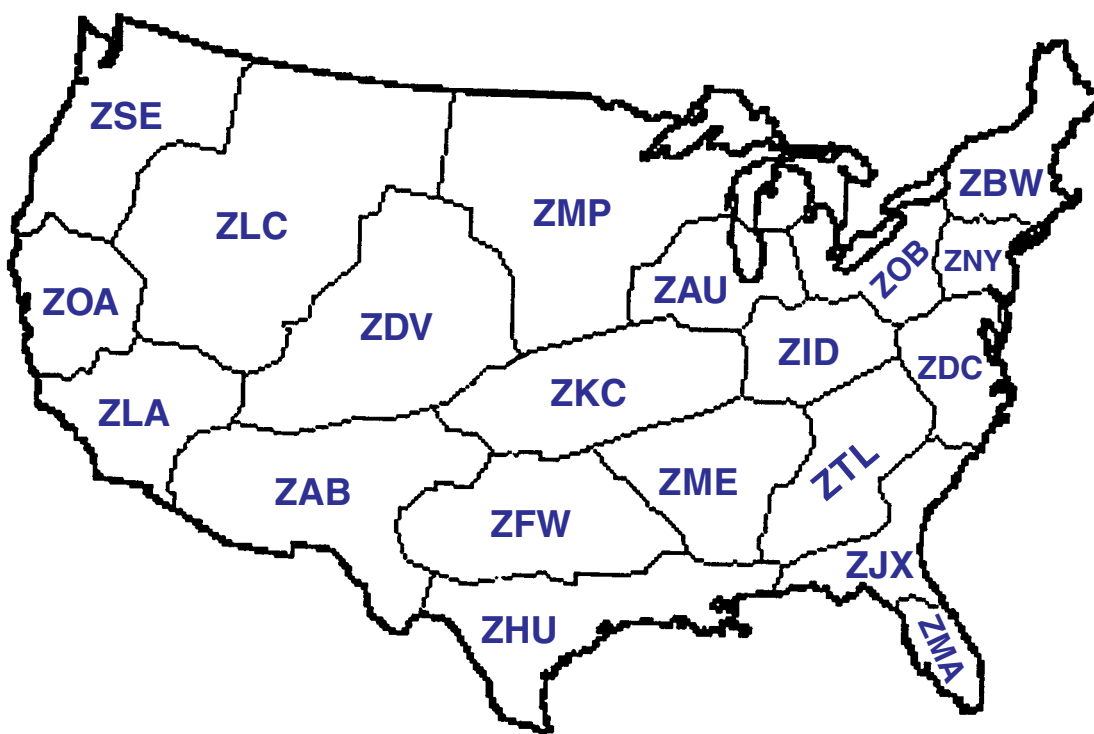 ZSE
ZBW
ZMP
ZLC
ZOB
ZNY
ZAU
ZOA
ZDV
ZID
ZDC
ZKC
ZLA
ZTL
ZME
ZAB
ZFW
ZJX
ZHU
ZMA